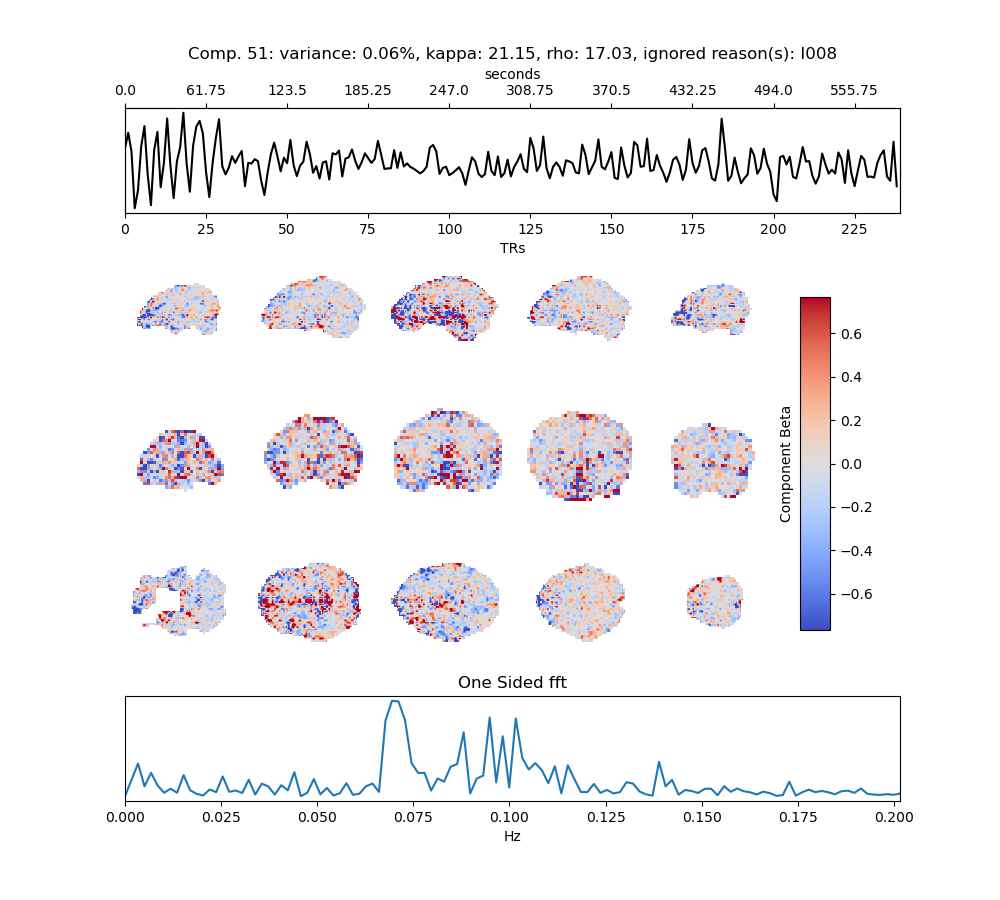 Comp. 51: variance: 0.06%, kappa: 21.15, rho: 17.03, ignored reason(s): I008
seconds
0.0 61.75 123.5 185.25 247.0 308.75 370.5 432.25 494.0 555.75
0 25 50 75 100 125 150 175 200 225
TRs
0.6
0.4
0.2
0.0
−0.2
−0.4
−0.6
Component Beta
One Sided fft
0.000 0.025 0.050 0.075 0.100 0.125 0.150 0.175 0.200
Hz